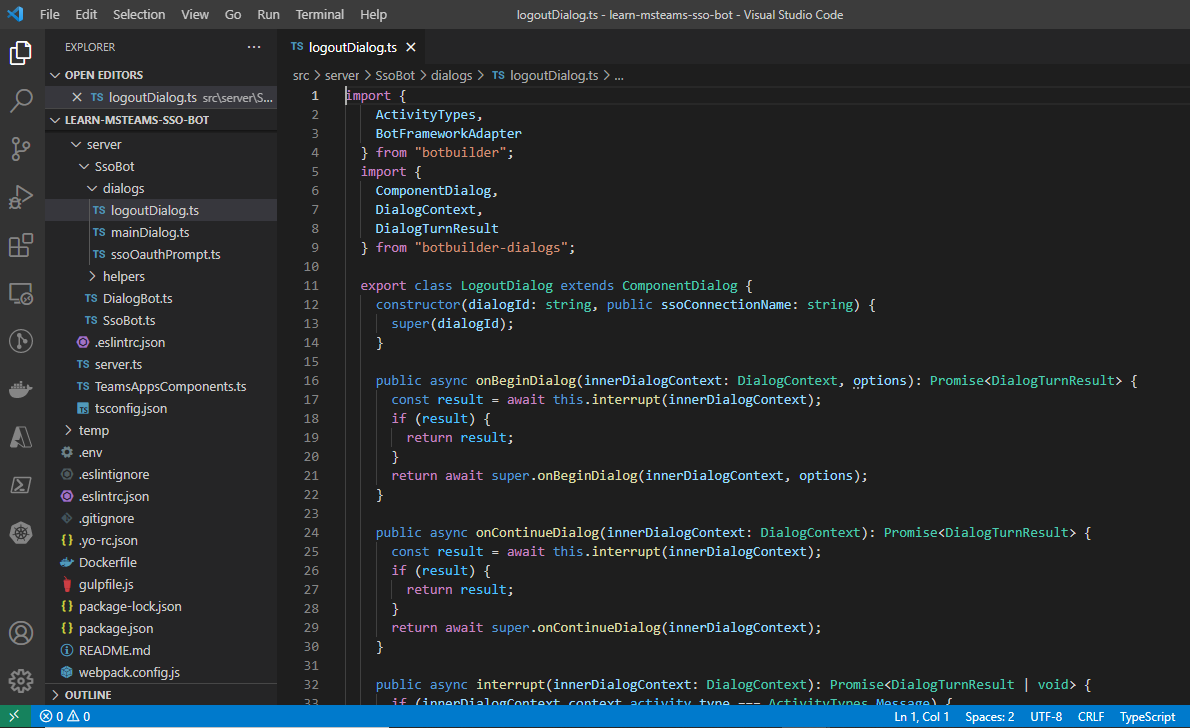 File Edit Selection View Go Run Terminal Help logoutDialog.ts - learn-msteams-sso-bot - Visual Studio Code
EXPLORER ...
OPEN EDITORS
TS logoutDialog.ts src\server\S...
LEARN-MSTEAMS-SSO-BOT
server
SsoBot
dialogs
TS logoutDialog.ts
TS mainDialog.ts
TS ssoOauthPrompt.ts
helpers
TS DialogBot.ts
TS SsoBot.ts
.eslintrc.json
TS server.ts
TS TeamsAppsComponents.ts
TS tsconfig.json
temp
.env
.eslintignore
.eslintrc.json
.gitignore
{} .yo-rc.json
Dockerfile
gulpfile.js
{} package-lock.json
{} package.json
README.md
webpack.config.js
OUTLINE
TS logoutDialog.ts
src > server > SsoBot > dialogs > TS logoutDialog.ts > ...
1 import {
2 ActivityTypes,
3 BotFrameworkAdapter
4 } from "botbuilder";
5 import {
6 ComponentDialog,
7 DialogContext,
8 DialogTurnResult
9 } from "botbuilder-dialogs";
10
11 export class LogoutDialog extends ComponentDialog {
12 constructor(dialogId: string, public ssoConnectionName: string) {
13 super(dialogId);
14 }
15
16 public async onBeginDialog(innerDialogContext: DialogContext, options): Promise<DialogTurnResult> {
17 const result = await this.interrupt(innerDialogContext);
18 if (result) {
19 return result;
20 }
21 return await super.onBeginDialog(innerDialogContext, options);
22 }
23
24 public async onContinueDialog(innerDialogContext: DialogContext): Promise<DialogTurnResult> {
25 const result = await this.interrupt(innerDialogContext);
26 if (result) {
27 return result;
28 }
29 return await super.onContinueDialog(innerDialogContext);
30 }
31
32 public async interrupt(innerDialogContext: DialogContext): Promise<DialogTurnResult | void> {
33 if (innerDialogContext.context.activity.type === ActivityTypes.Message) {
0 0 Ln 1, Col 1 Spaces: 2 UTF-8 CRLF TypeScript